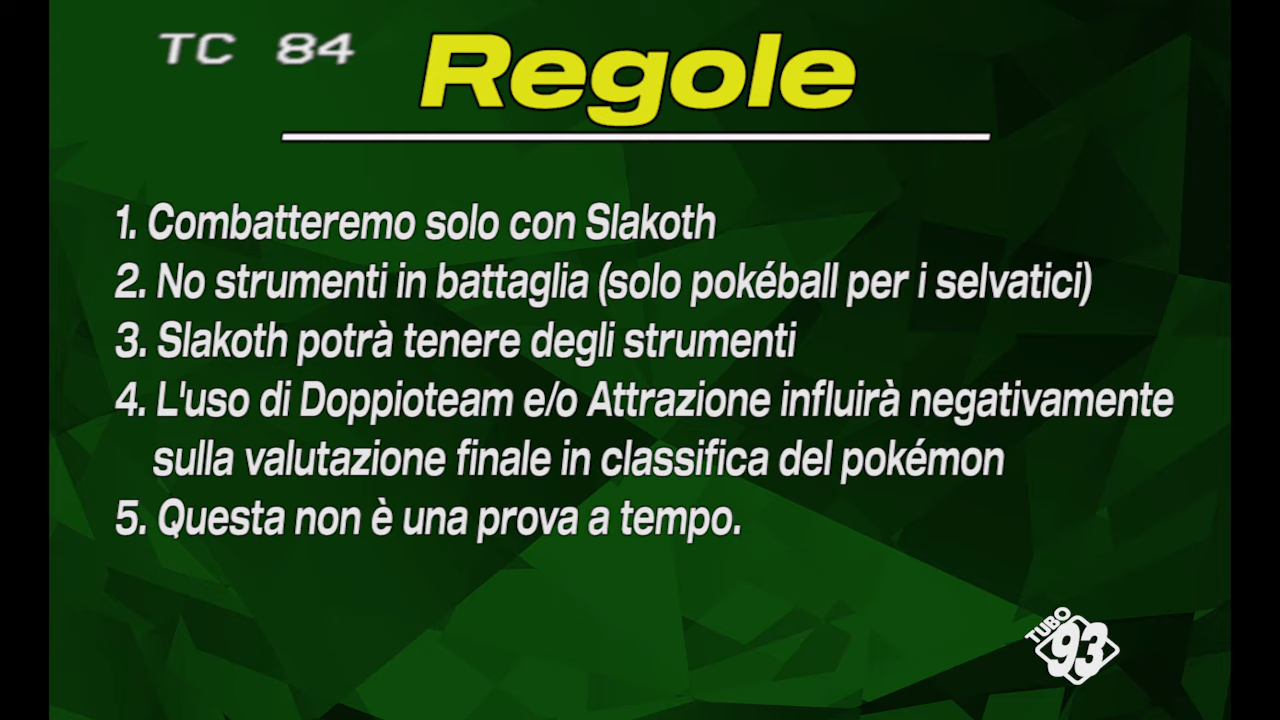 TC 84
Regole
1. Combatteremo solo con Slakoth
2. No strumenti in battaglia (solo pokéball per i selvatici)
3. Slakoth potrà tenere degli strumenti
4. L'uso di Doppioteam e/o Attrazione influirà negativamente
sulla valutazione finale in classifica del pokémon
5. Questa non è una prova a tempo.
TUBO
93